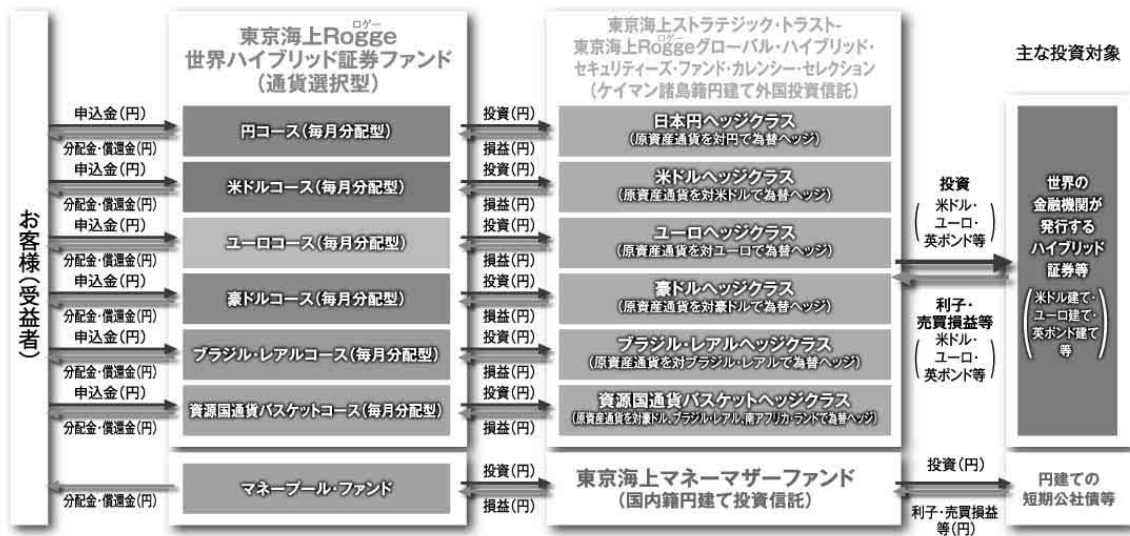 東京海上Rogge
ロゲー
世界ハイブリッド証券ファンド
(通貨選択型)
東京海上ストラテジック・トラスト-
東京海上Roggeグローバル・ハイブリッド・
ロゲー
セキュリティーズ・ファンド・カレンシー・セレクション
(ケイマン諸島籍円建て外国投資信託)
主な投資対象
お客様(受益者)
申込金(円)
分配金・償還金(円)
円コース(毎月分配型)
投資(円)
損益(円)
日本円ヘッジクラス
(原資産通貨を対円で為替ヘッジ)
申込金(円)
分配金・償還金(円)
米ドルコース(毎月分配型)
投資(円)
損益(円)
米ドルヘッジクラス
(原資産通貨を対米ドルで為替ヘッジ)
申込金(円)
分配金・償還金(円)
ユーロコース(毎月分配型)
投資(円)
損益(円)
ユーロヘッジクラス
(原資産通貨を対ユーロで為替ヘッジ)
申込金(円)
分配金・償還金(円)
豪ドルコース(毎月分配型)
投資(円)
損益(円)
豪ドルヘッジクラス
(原資産通貨を対豪ドルで為替ヘッジ)
申込金(円)
分配金・償還金(円)
ブラジル・レアルコース(毎月分配型)
投資(円)
損益(円)
ブラジル・レアルヘッジクラス
(原資産通貨を対ブラジル・レアルで為替ヘッジ)
申込金(円)
分配金・償還金(円)
資源国通貨バスケットコース(毎月分配型)
投資(円)
損益(円)
資源国通貨バスケットヘッジクラス
(原資産通貨を対豪ドル、ブラジル・レアル、南アフリカ・ランドで為替ヘッジ)
投資
(米ドル・
ユーロ・
英ポンド等)
利子・
売買損益等
(米ドル・
ユーロ・
英ポンド等)
世界の
金融機関が
発行する
ハイブリッド
証券等
(米ドル建て・
ユーロ建て・
英ポンド建て
等)
分配金・償還金(円)
マネープール・ファンド
投資(円)
損益(円)
東京海上マネーマザーファンド
(国内籍円建て投資信託)
投資(円)
利子・売買損益
等(円)
円建ての
短期公社債等